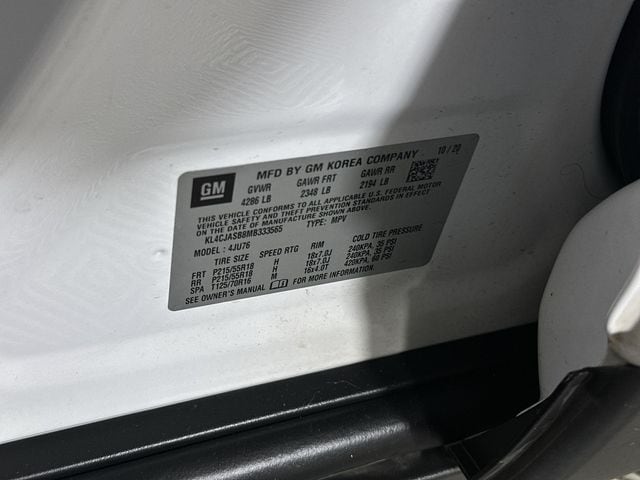 GM
MFD BY GM KOREA COMPANY 10 / 20
GVWR GAWR FRT GAWR RR
4286 LB 2348 LB 2194 LB
THIS VEHICLE CONFORMS TO ALL APPLICABLE U.S. FEDERAL MOTOR
VEHICLE SAFETY AND THEFT PREVENTION STANDARDS IN EFFECT
ON THE DATE OF MANUFACTURE SHOWN ABOVE.
KL4CJASB8MB333565 TYPE: MPV
MODEL: 4JU76
TIRE SIZE SPEED RTG RIM COLD TIRE PRESSURE
FRT P215/55R18 H 18x7.0J 240KPA, 35 PSI
RR P215/55R18 H 18x7.0J 240KPA, 35 PSI
SPA T125/70R16 M 16x4.0T 420KPA, 60 PSI
SEE OWNER'S MANUAL FOR MORE INFORMATION.